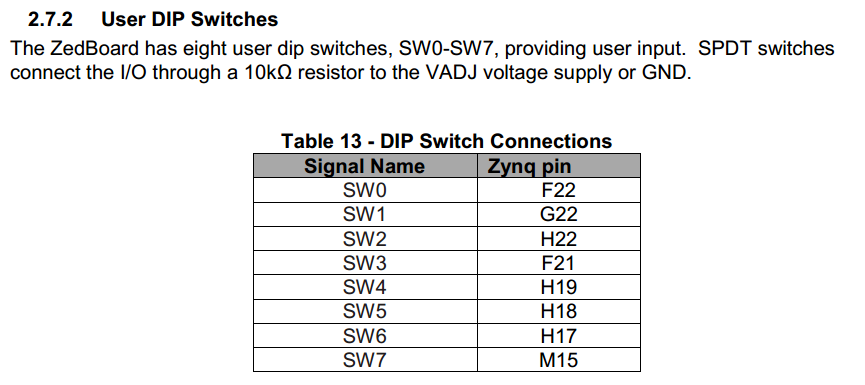 2.7.2 User DIP Switches
The ZedBoard has eight user dip switches, SW0-SW7, providing user input. SPDT switches
connect the I/O through a 10kΩ resistor to the VADJ voltage supply or GND.
Table 13 - DIP Switch Connections
Signal Name Zynq pin
SW0 F22
SW1 G22
SW2 H22
SW3 F21
SW4 H19
SW5 H18
SW6 H17
SW7 M15